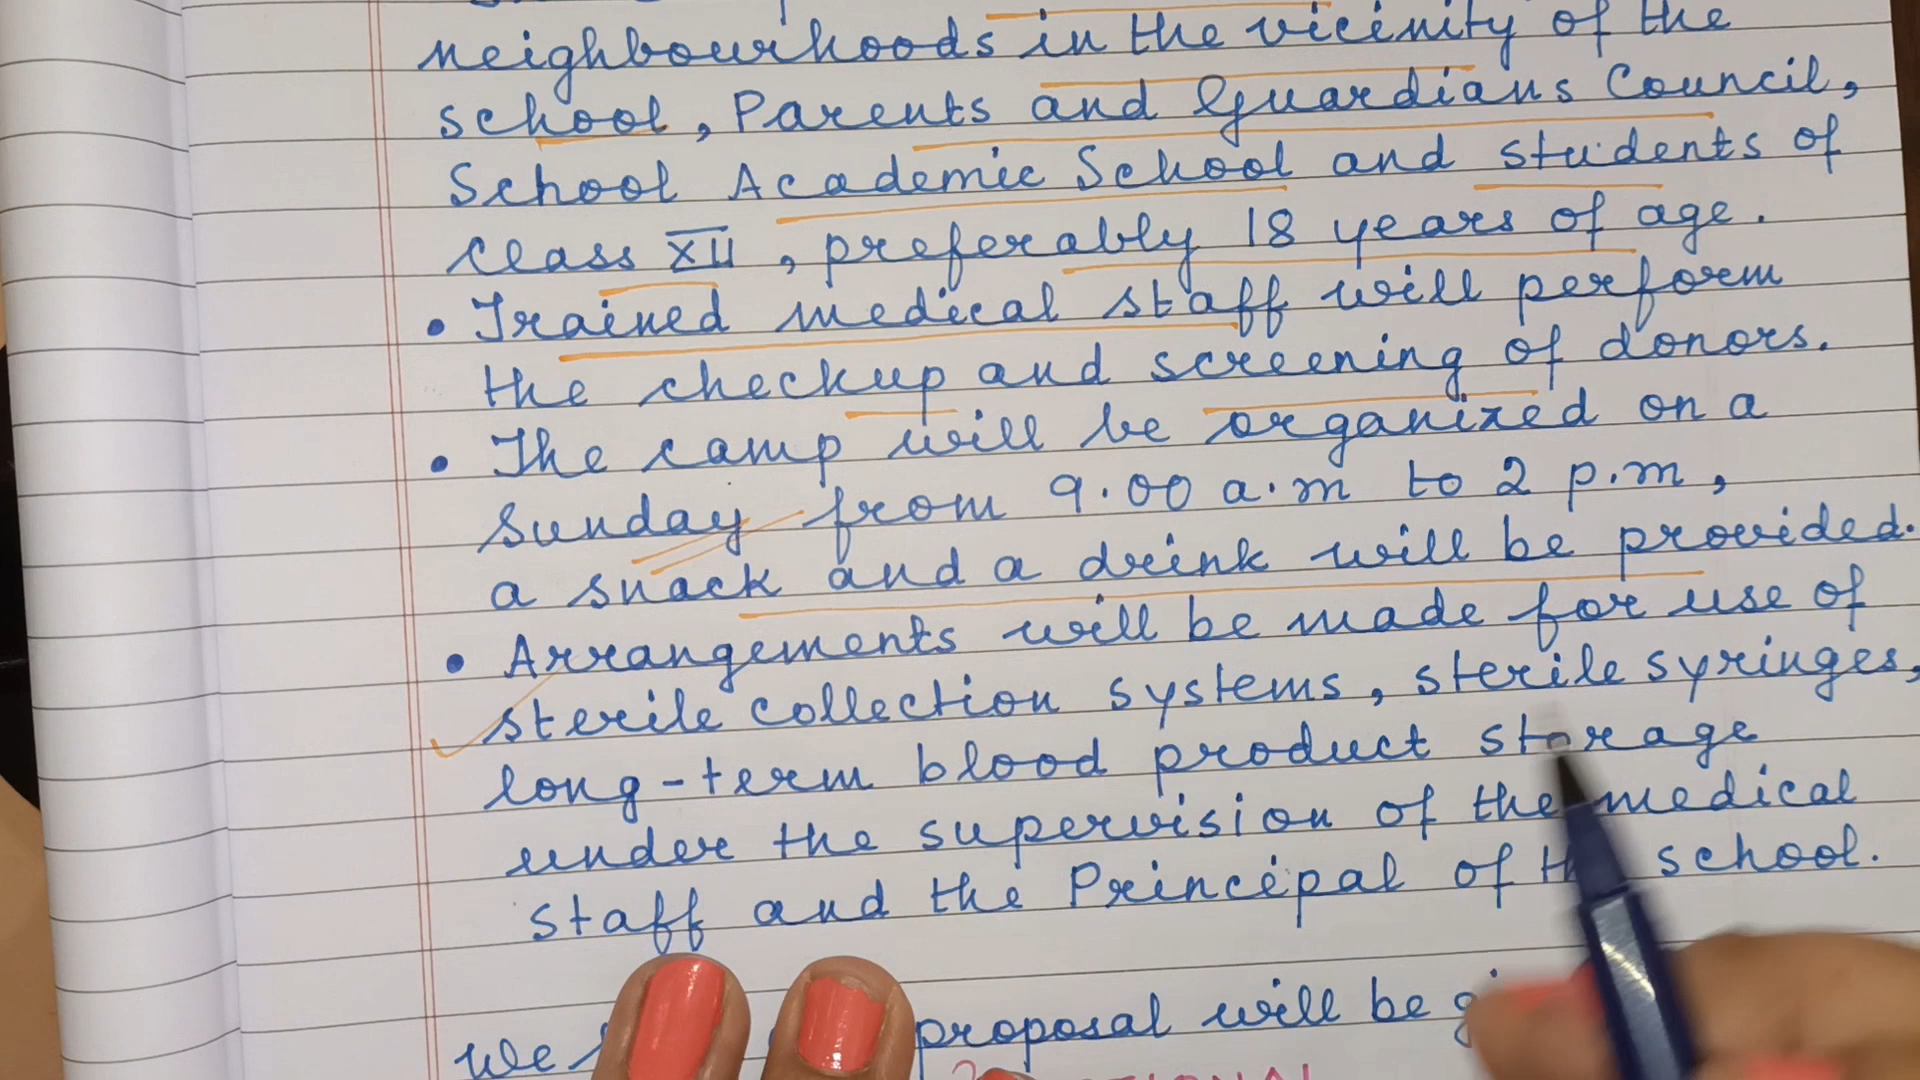 neighbourhoods in the vicinity of the
school, Parents and Guardians Council,
School Academic School and students of
class XII, preferably 18 years of age.
• Trained medical staff will perform
the checkup and screening of donors.
• The camp will be organized on a
Sunday from 9.00 a.m to 2 p.m,
a snack and a drink will be provided.
• Arrangements will be made for use of
sterile collection systems, sterile syringes,
long-term blood product storage
under the supervision of the medical
staff and the Principal of the school.
We proposal will be